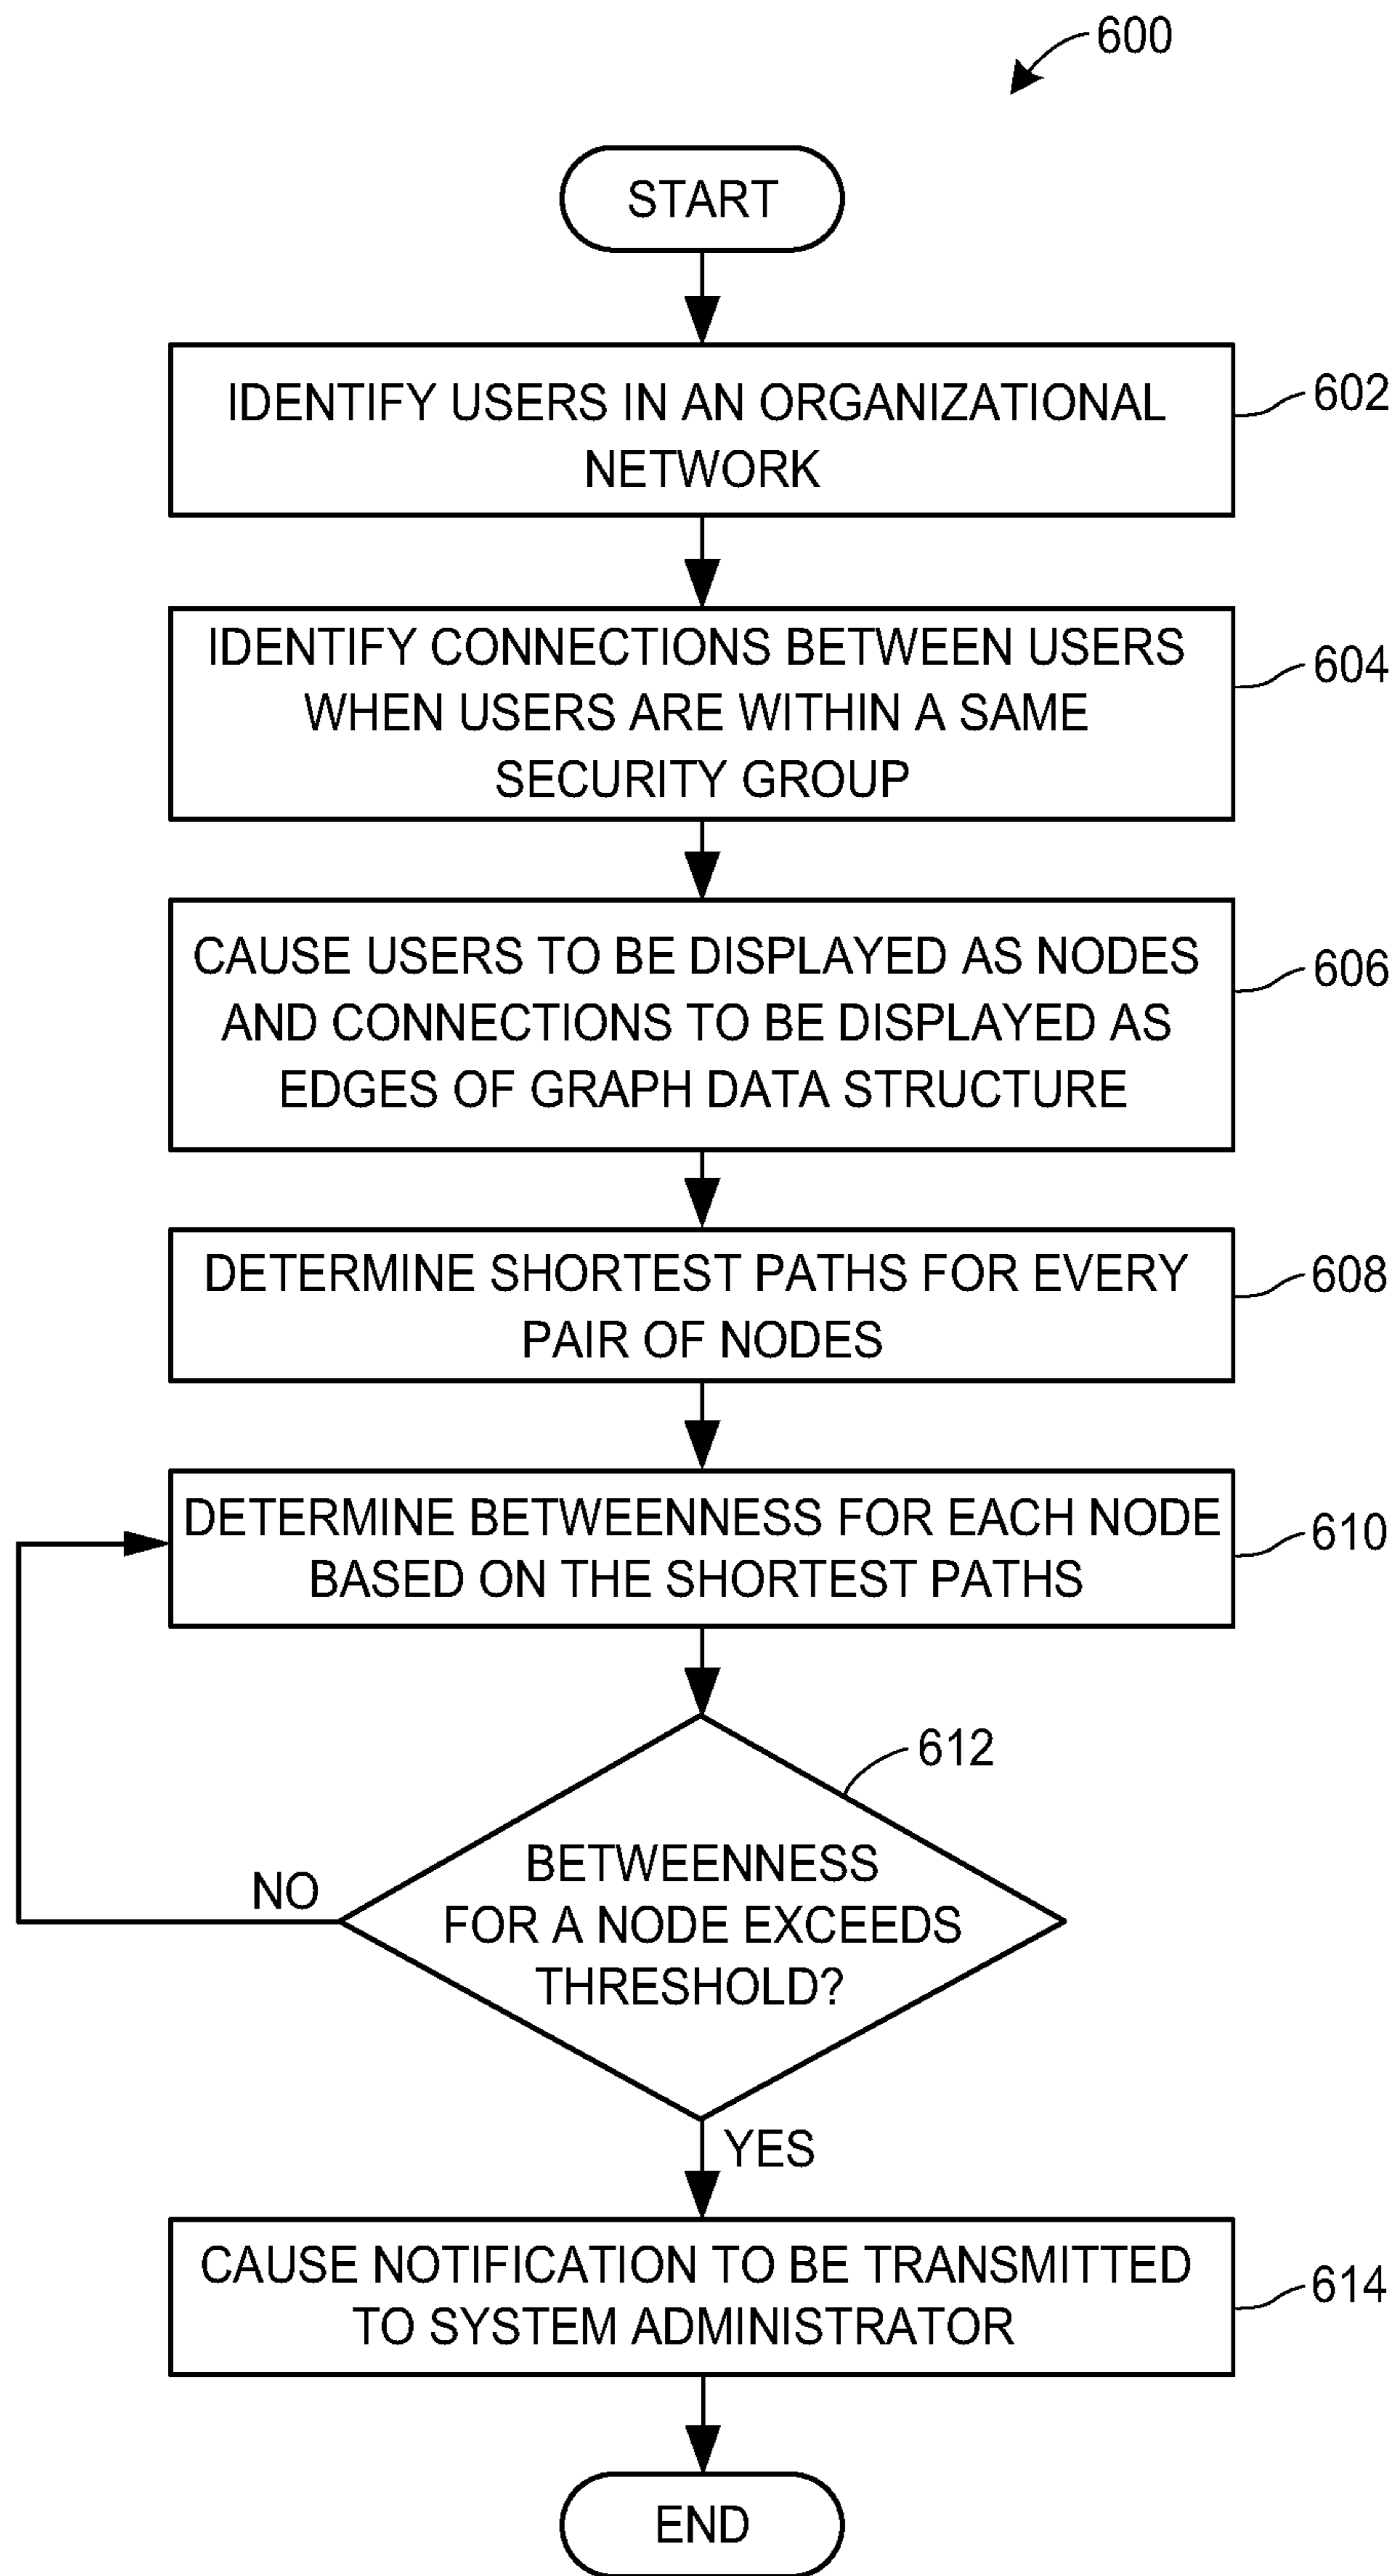 600
START
IDENTIFY USERS IN AN ORGANIZATIONAL
NETWORK
602
IDENTIFY CONNECTIONS BETWEEN USERS
WHEN USERS ARE WITHIN A SAME
SECURITY GROUP
604
CAUSE USERS TO BE DISPLAYED AS NODES
AND CONNECTIONS TO BE DISPLAYED AS
EDGES OF GRAPH DATA STRUCTURE
606
DETERMINE SHORTEST PATHS FOR EVERY
PAIR OF NODES
608
DETERMINE BETWEENNESS FOR EACH NODE
BASED ON THE SHORTEST PATHS
610
612
BETWEENNESS
FOR A NODE EXCEEDS
THRESHOLD?
NO
YES
CAUSE NOTIFICATION TO BE TRANSMITTED
TO SYSTEM ADMINISTRATOR
614
END